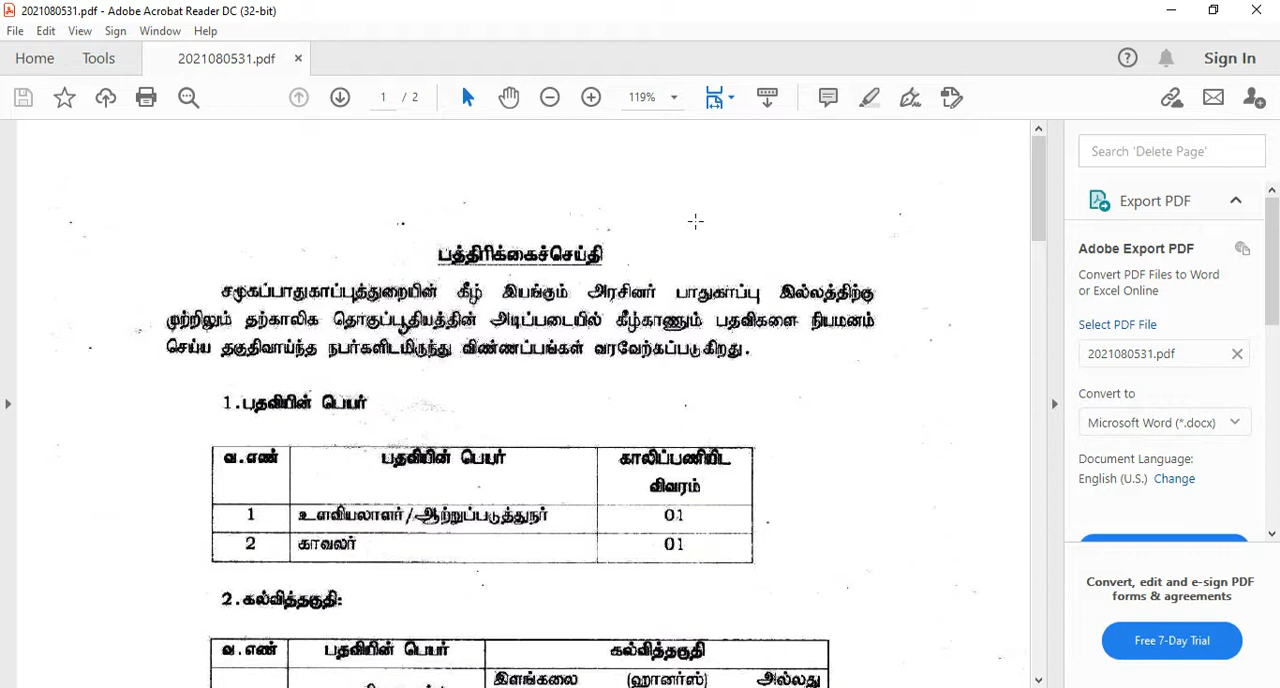 2021080531.pdf - Adobe Acrobat Reader DC (32-bit)
File Edit View Sign Window Help
Home Tools 2021080531.pdf × Sign In
1 / 2 119%
Search 'Delete Page'
Export PDF
Adobe Export PDF
Convert PDF Files to Word
or Excel Online
Select PDF File
2021080531.pdf
Convert to
Microsoft Word (*.docx)
Document Language:
English (U.S.) Change
Convert, edit and e-sign PDF
forms & agreements
Free 7-Day Trial
பத்திரிக்கைச்செய்தி
சமூகப்பாதுகாப்புத்துறையின் கீழ் இயங்கும் அரசினர் பாதுகாப்பு இல்லத்திற்கு
முற்றிலும் தற்காலிக தொகுப்பூதியத்தின் அடிப்படையில் கீழ்காணும் பதவிகளை நியமனம்
செய்ய தகுதிவாய்ந்த நபர்களிடமிருந்து விண்ணப்பங்கள் வரவேற்கப்படுகிறது.
1.பதவியின் பெயர்
வ.எண் பதவியின் பெயர் காலிப்பணியிட
விவரம்
1 உளவியலாளர்/ஆற்றுப்படுத்துநர் 01
2 காவலர் 01
2.கல்வித்தகுதி:
வ.எண் பதவியின் பெயர் கல்வித்தகுதி
இளங்கலை (ஹானர்ஸ்) அல்லது